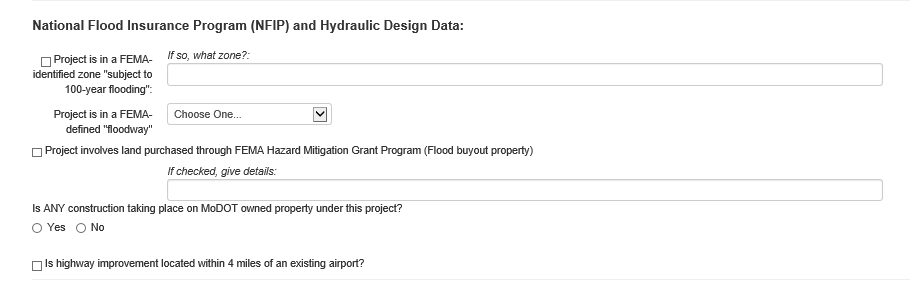 National Flood Insurance Program (NFIP) and Hydraulic Design Data:
Project is in a FEMA-
identified zone "subject to
100-year flooding":
If so, what zone?:
Project is in a FEMA-
defined "floodway"
Choose One...
Project involves land purchased through FEMA Hazard Mitigation Grant Program (Flood buyout property)
If checked, give details:
Is ANY construction taking place on MoDOT owned property under this project?
Yes No
Is highway improvement located within 4 miles of an existing airport?